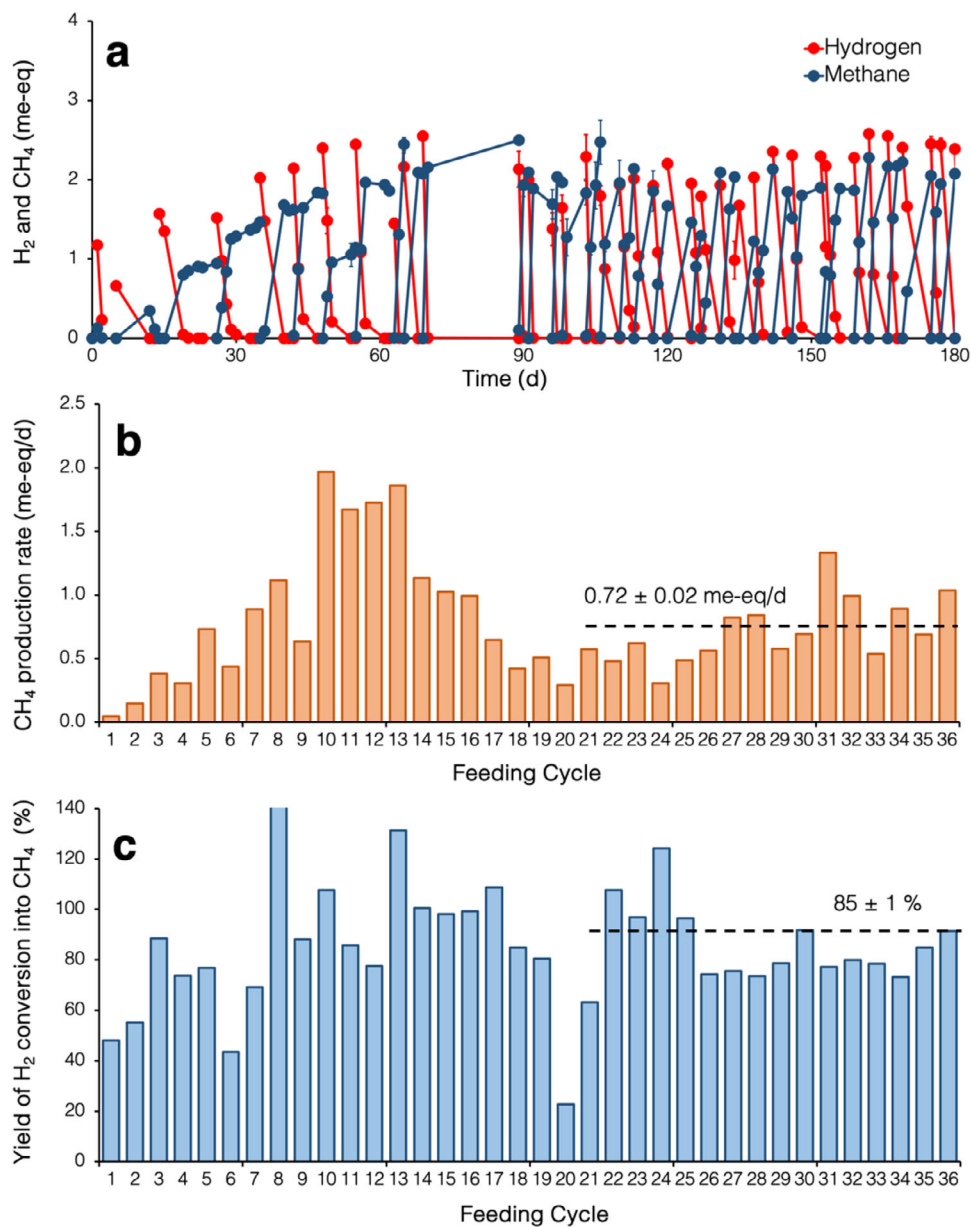 a
Hydrogen
Methane
H2 and CH4 (me-eq)
4
3
2
1
0
0 30 60 90 120 150 180
Time (d)
b
CH4 production rate (me-eq/d)
2.5
2.0
1.5
1.0
0.5
0.0
0.72 ± 0.02 me-eq/d
1 2 3 4 5 6 7 8 9 10 11 12 13 14 15 16 17 18 19 20 21 22 23 24 25 26 27 28 29 30 31 32 33 34 35 36
Feeding Cycle
c
Yield of H2 conversion into CH4 (%)
140
120
100
80
60
40
20
0
85 ± 1 %
1 2 3 4 5 6 7 8 9 10 11 12 13 14 15 16 17 18 19 20 21 22 23 24 25 26 27 28 29 30 31 32 33 34 35 36
Feeding Cycle